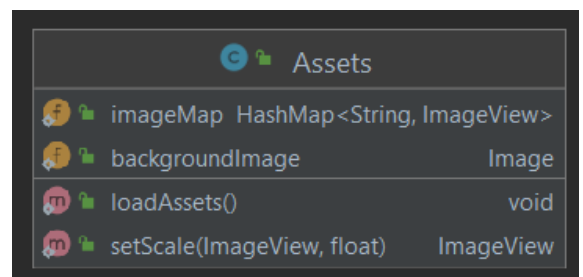 Assets
imageMap HashMap<String, ImageView>
backgroundImage Image
loadAssets() void
setScale(ImageView, float) ImageView